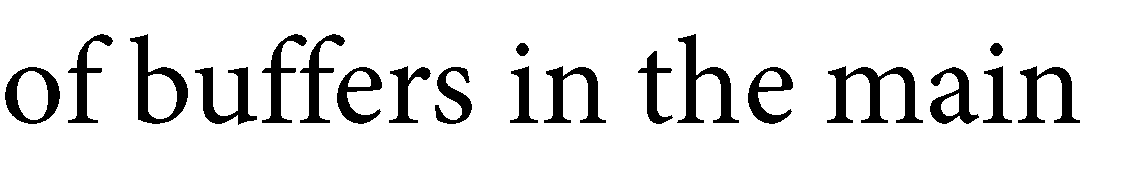 of buffers in the main